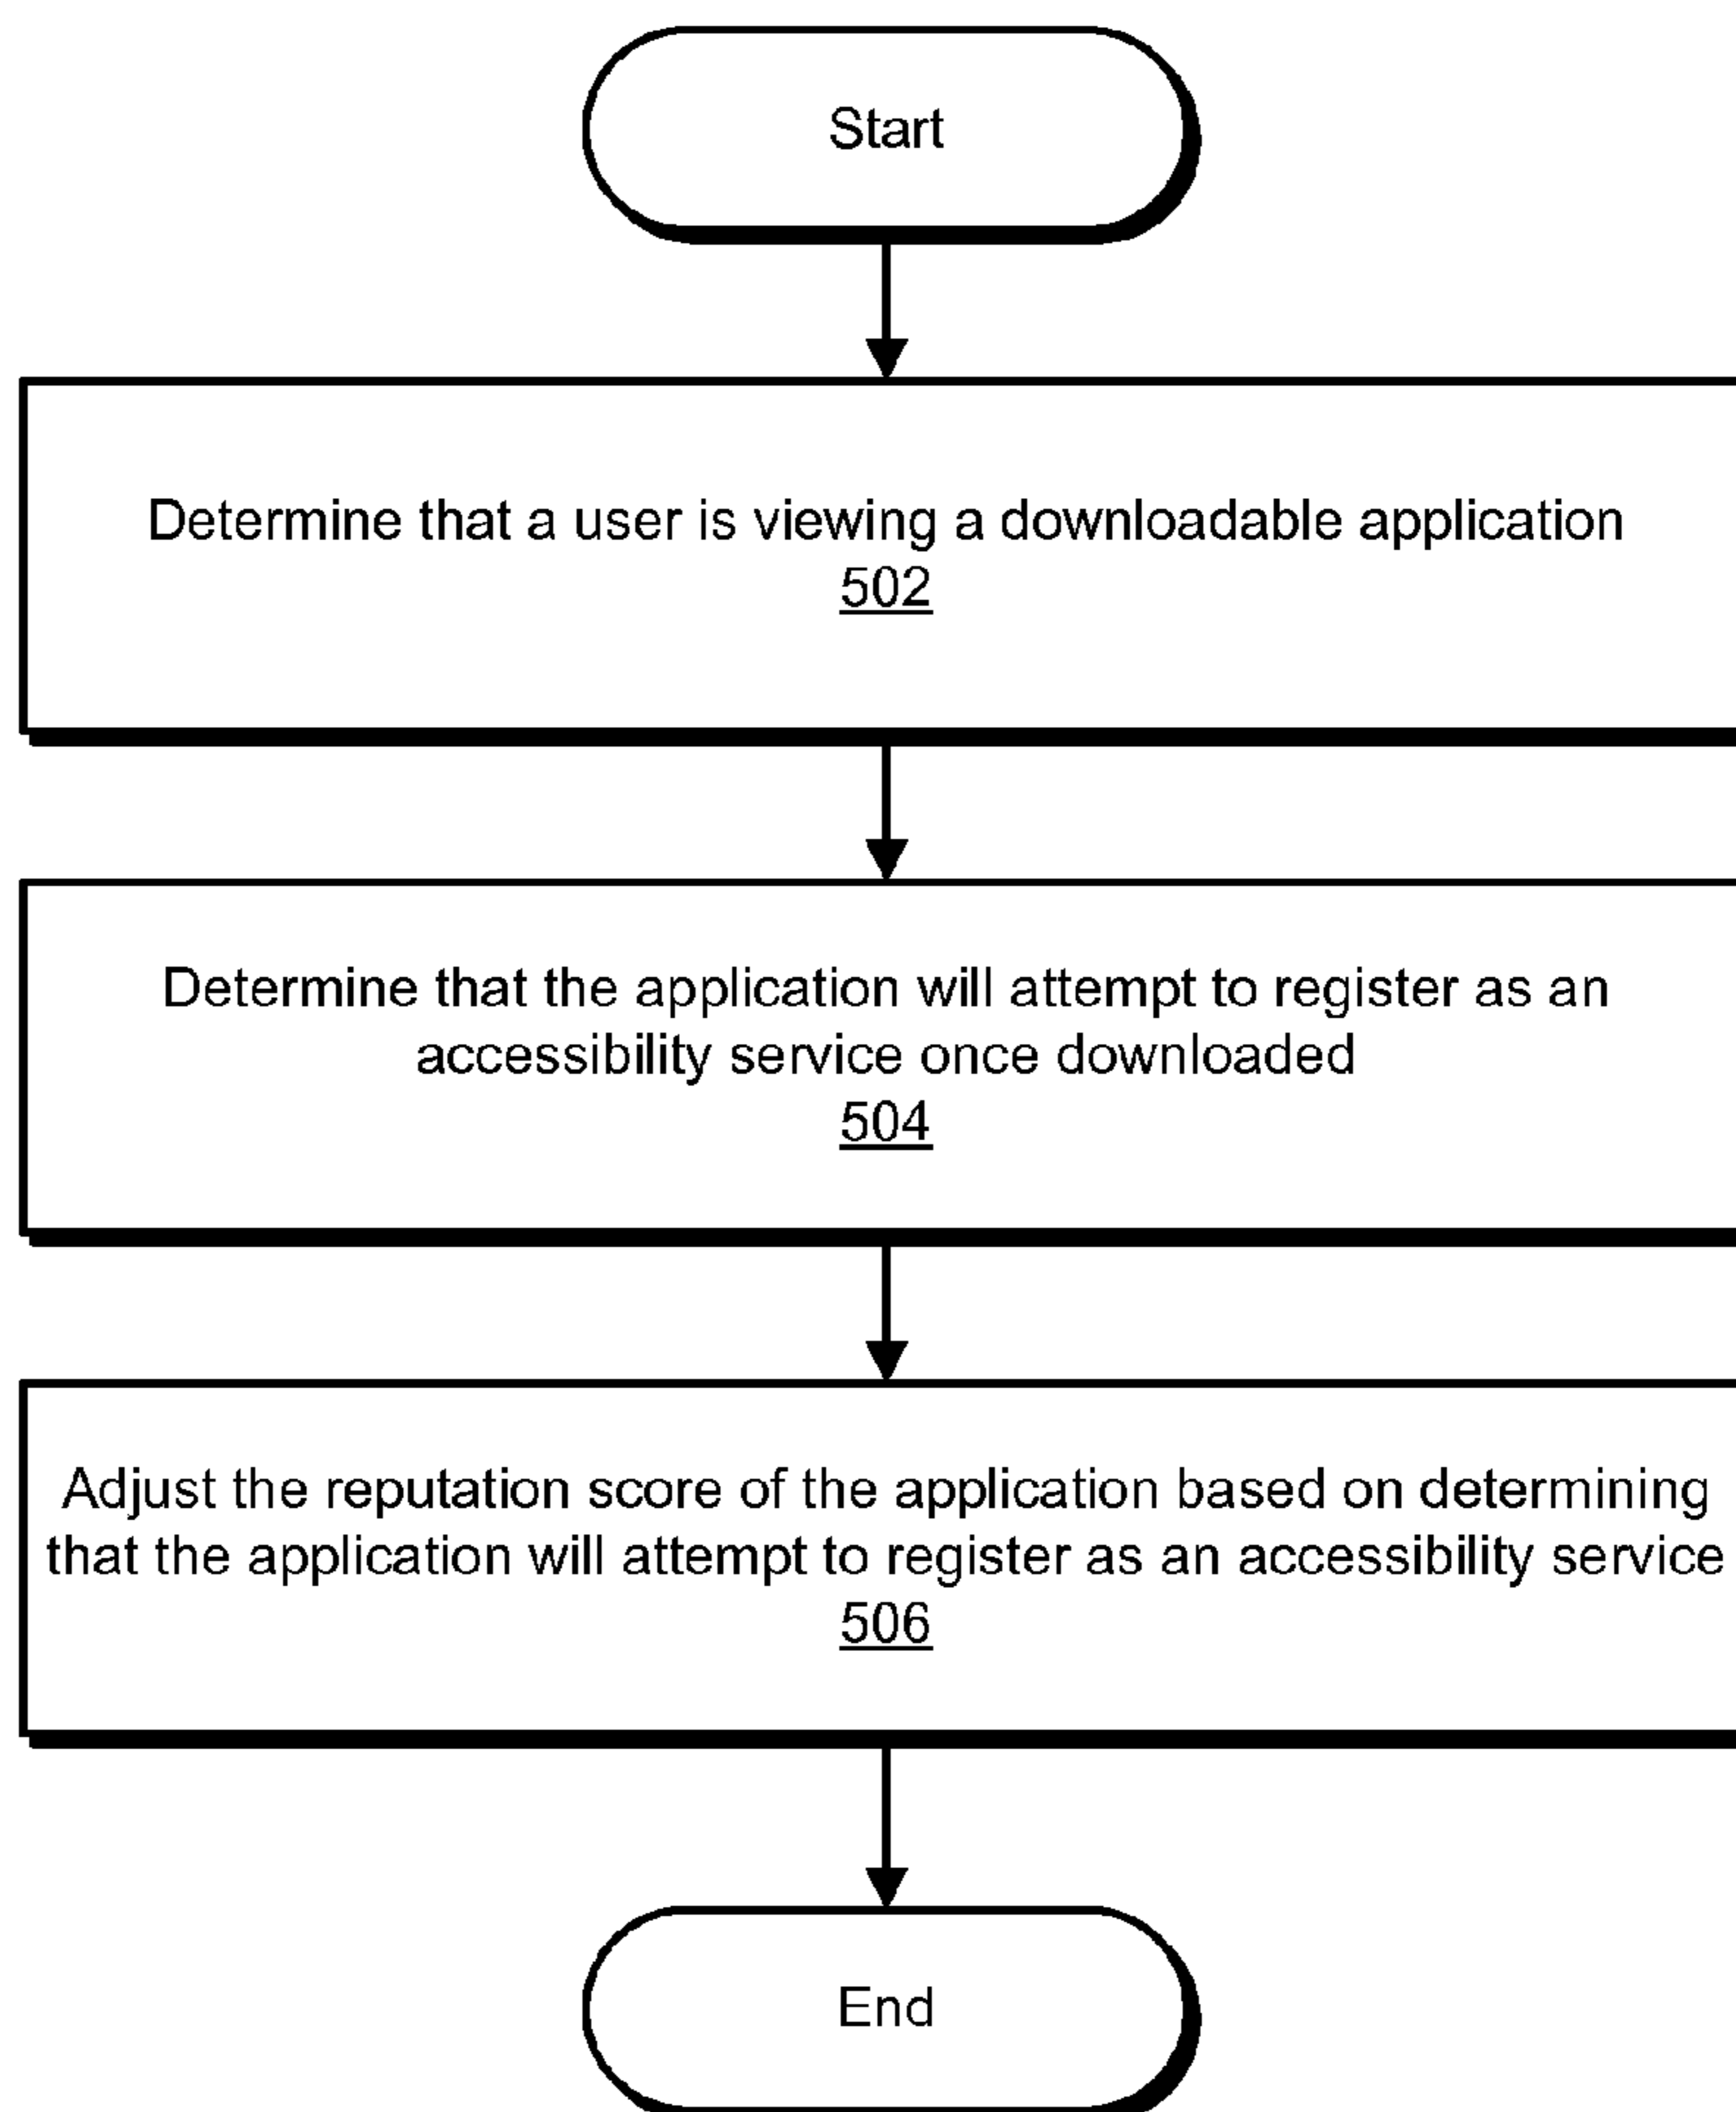 Start
Determine that a user is viewing a downloadable application
502
Determine that the application will attempt to register as an
accessibility service once downloaded
504
Adjust the reputation score of the application based on determining
that the application will attempt to register as an accessibility service
506
End